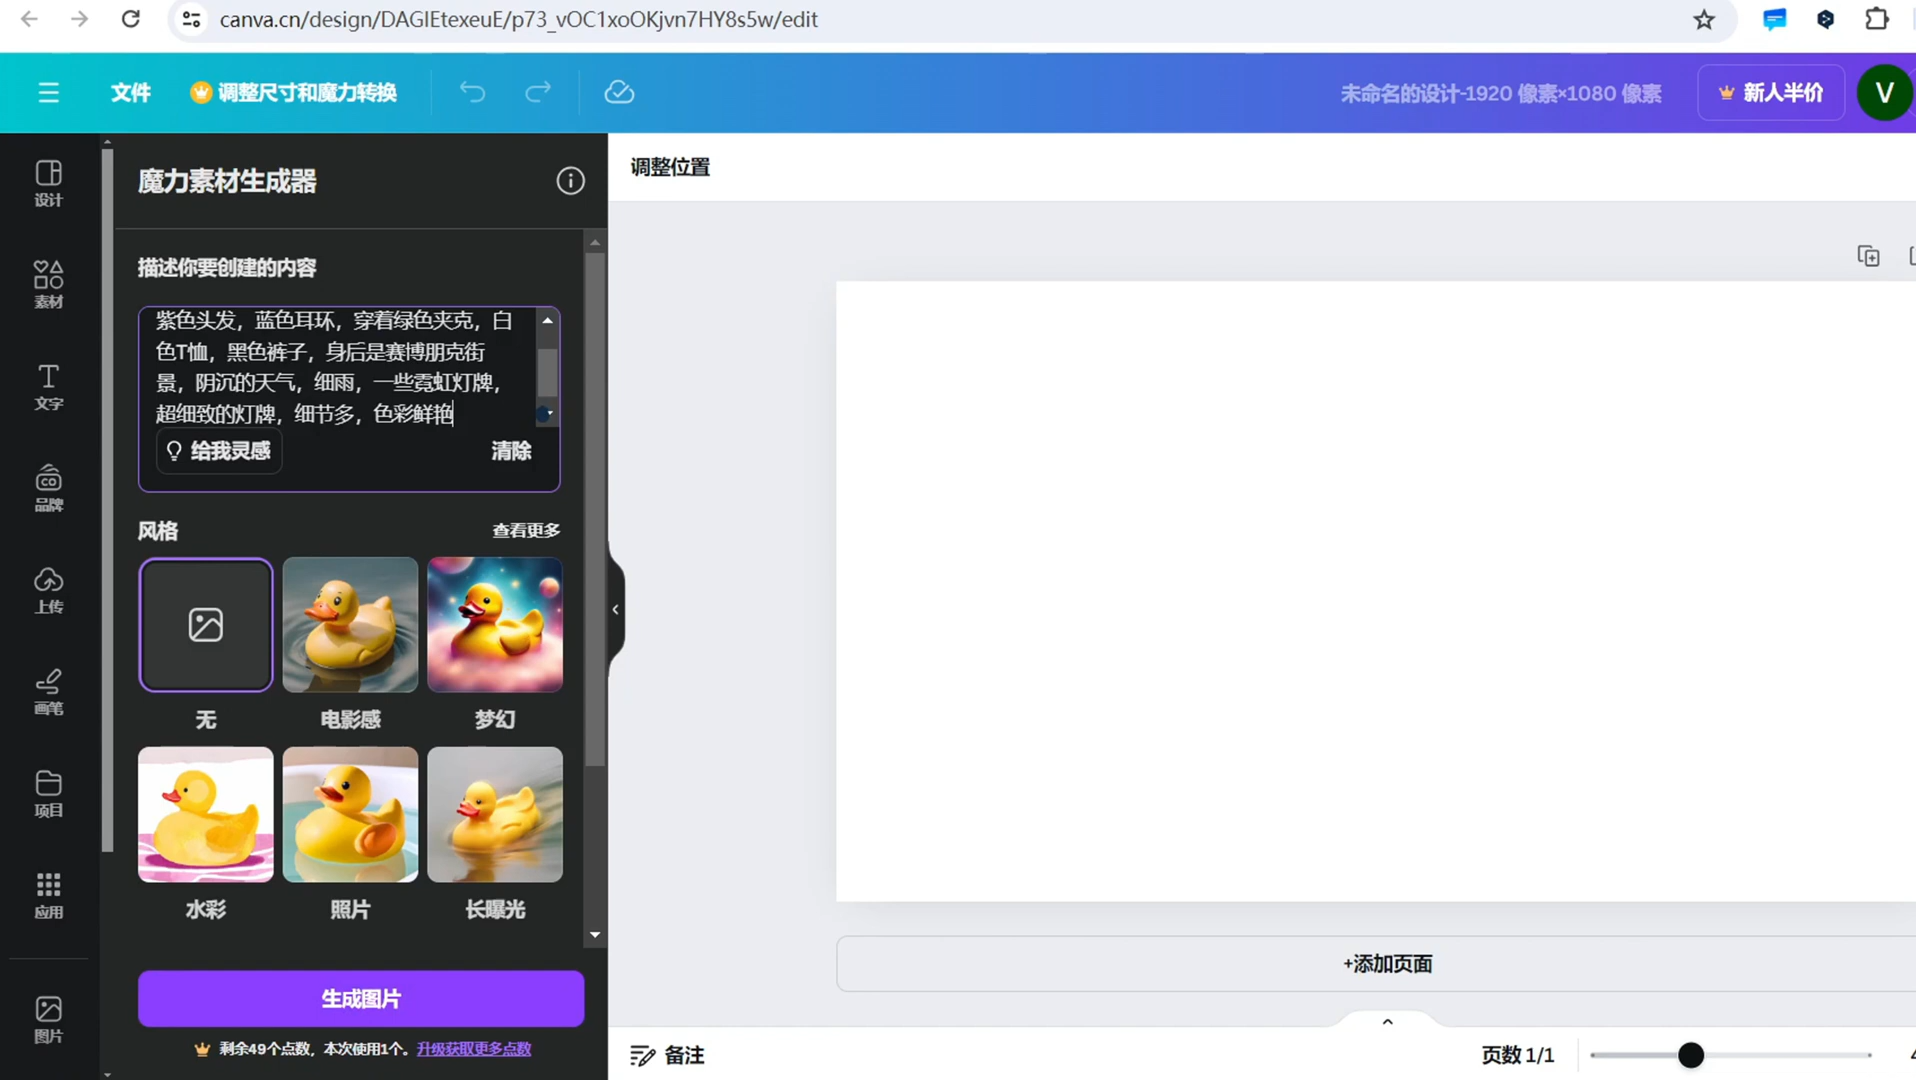 canva.cn/design/DAGIEtexeuE/p73_vOC1xoOKjvn7HY8s5w/edit
文件
调整尺寸和魔力转换
未命名的设计-1920 像素×1080 像素
新人半价
V
设计
素材
文字
品牌
上传
画笔
项目
应用
图片
魔力素材生成器
描述你要创建的内容
紫色头发，蓝色耳环，穿着绿色夹克，白
色T恤，黑色裤子，身后是赛博朋克街
景，阴沉的天气，细雨，一些霓虹灯牌，
超细致的灯牌，细节多，色彩鲜艳
给我灵感
清除
风格
查看更多
无
电影感
梦幻
水彩
照片
长曝光
生成图片
剩余49个点数，本次使用1个。升级获取更多点数
调整位置
+添加页面
备注
页数 1/1